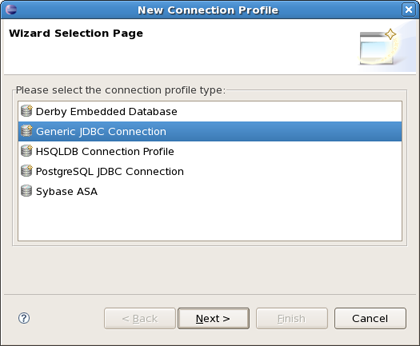 New Connection Profile
Wizard Selection Page
Please select the connection profile type:
Derby Embedded Database
Generic JDBC Connection
HSQLDB Connection Profile
PostgreSQL JDBC Connection
Sybase ASA
? < Back Next > Finish Cancel